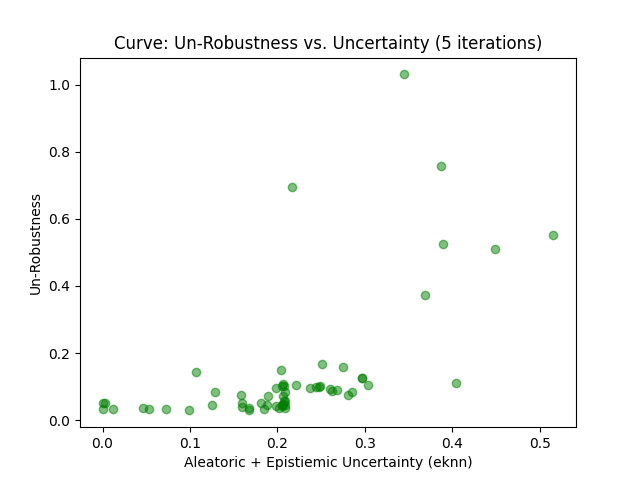 Curve: Un-Robustness vs. Uncertainty (5 iterations)
1.0
0.8
0.6
0.4
0.2
0.0
Un-Robustness
0.0 0.1 0.2 0.3 0.4 0.5
Aleatoric + Epistiemic Uncertainty (eknn)